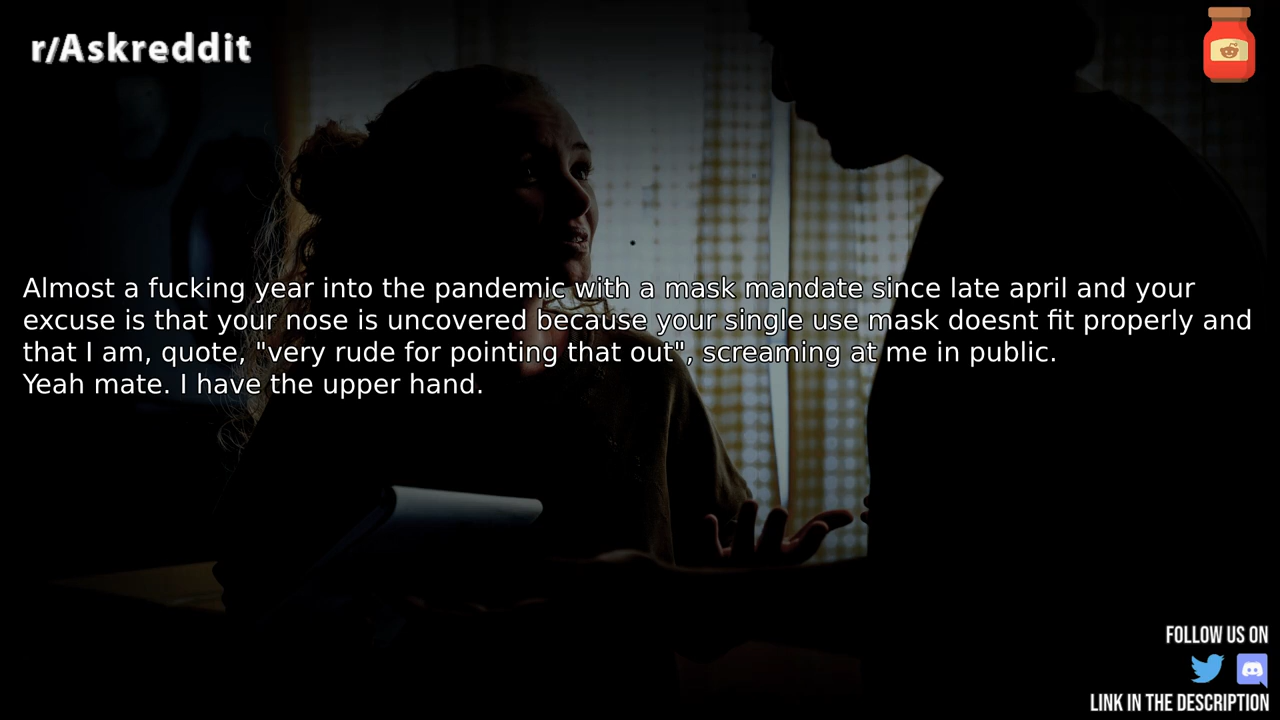 r/Askreddit
Almost a fucking year into the pandemic with a mask mandate since late april and your
excuse is that your nose is uncovered because your single use mask doesnt fit properly and
that I am, quote, "very rude for pointing that out", screaming at me in public.
Yeah mate. I have the upper hand.
FOLLOW US ON
LINK IN THE DESCRIPTION